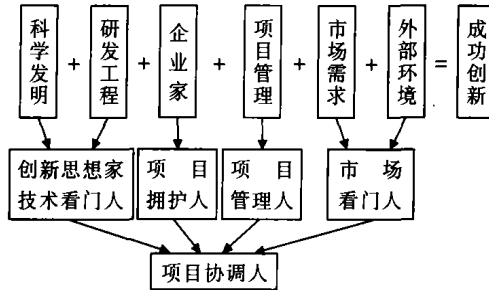 科学发明 + 研发工程 + 企业家 + 项目管理 + 市场需求 + 外部环境 = 成功创新
创新思想家 项目 项目 市场
技术看门人 拥护人 管理人 看门人
项目协调人